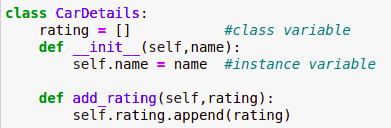 class CarDetails:
    rating = []           #class variable
    def __init__(self,name):
        self.name = name  #instance variable

    def add_rating(self,rating):
        self.rating.append(rating)